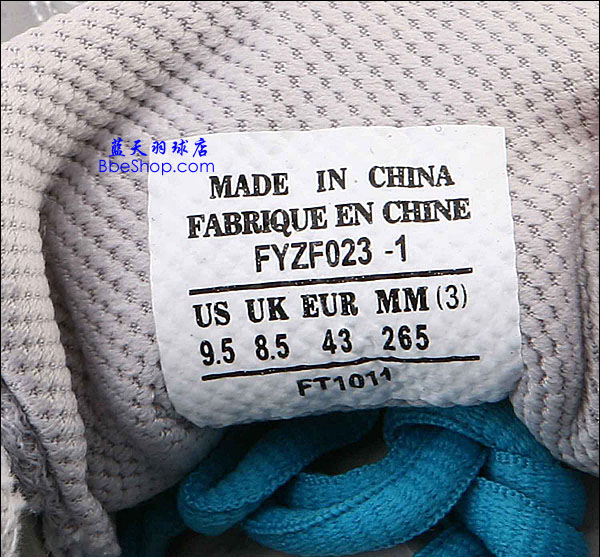 蓝天羽球店
BbeShop.com
MADE IN CHINA
FABRIQUE EN CHINE
FYZF023 -1
US UK EUR MM (3)
9.5 8.5 43 265
FT1011